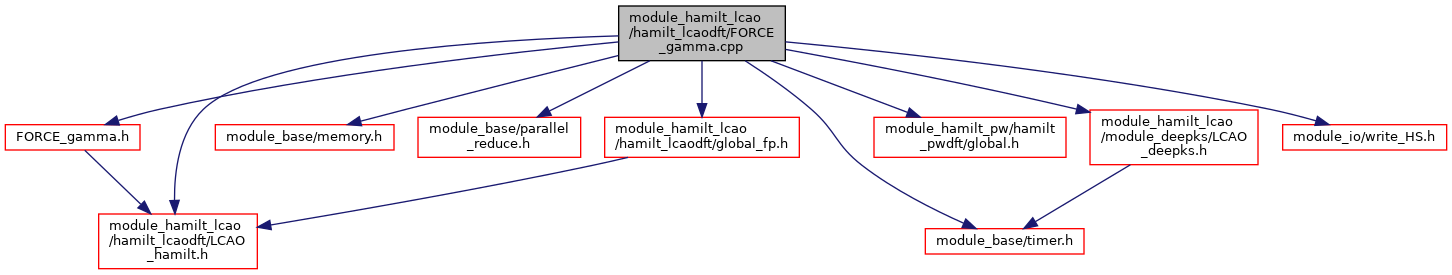 module_hamilt_lcao
/hamilt_lcaodft/FORCE
_gamma.cpp
FORCE_gamma.h
module_base/memory.h
module_base/parallel
_reduce.h
module_hamilt_lcao
/hamilt_lcaodft/global_fp.h
module_hamilt_pw/hamilt
_pwdft/global.h
module_hamilt_lcao
/module_deepks/LCAO
_deepks.h
module_io/write_HS.h
module_hamilt_lcao
/hamilt_lcaodft/LCAO
_hamilt.h
module_base/timer.h